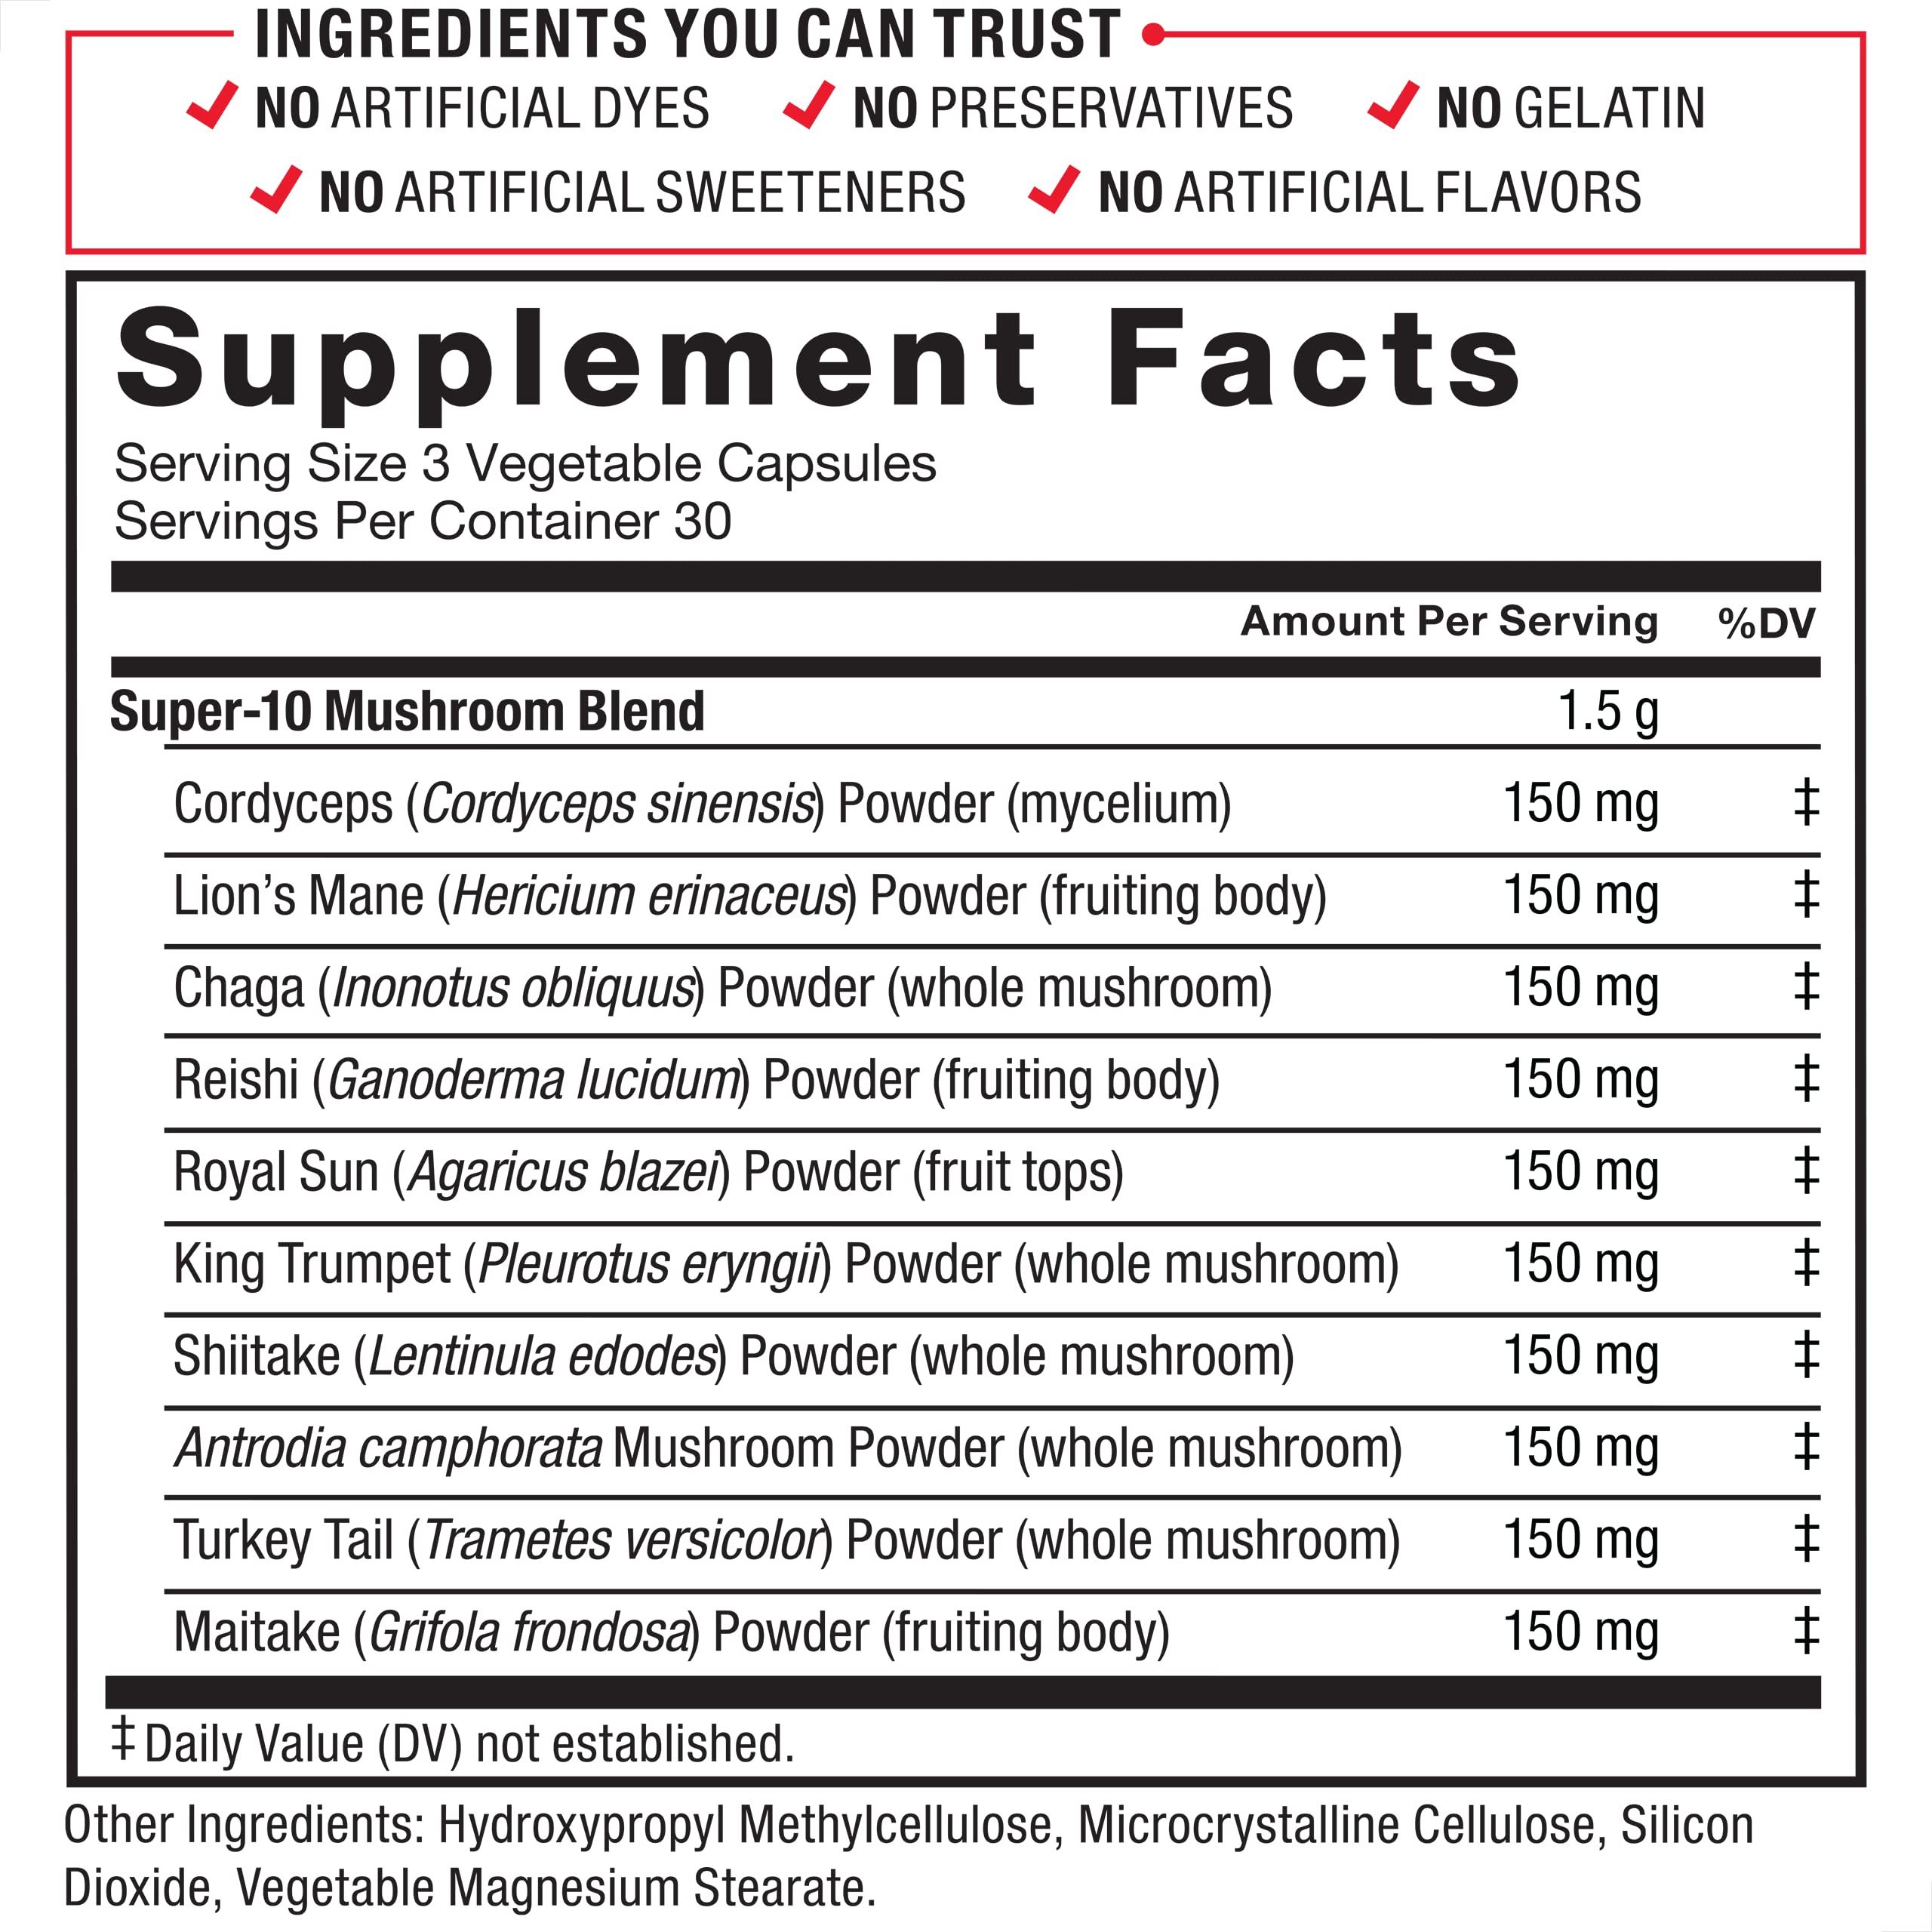 INGREDIENTS YOU CAN TRUST
NO ARTIFICIAL DYES NO PRESERVATIVES NO GELATIN
NO ARTIFICIAL SWEETENERS NO ARTIFICIAL FLAVORS
Supplement Facts
Serving Size 3 Vegetable Capsules
Servings Per Container 30
Amount Per Serving %DV
Super-10 Mushroom Blend 1.5 g
Cordyceps (Cordyceps sinensis) Powder (mycelium) 150 mg ‡
Lion’s Mane (Hericium erinaceus) Powder (fruiting body) 150 mg ‡
Chaga (Inonotus obliquus) Powder (whole mushroom) 150 mg ‡
Reishi (Ganoderma lucidum) Powder (fruiting body) 150 mg ‡
Royal Sun (Agaricus blazei) Powder (fruit tops) 150 mg ‡
King Trumpet (Pleurotus eryngii) Powder (whole mushroom) 150 mg ‡
Shiitake (Lentinula edodes) Powder (whole mushroom) 150 mg ‡
Antrodia camphorata Mushroom Powder (whole mushroom) 150 mg ‡
Turkey Tail (Trametes versicolor) Powder (whole mushroom) 150 mg ‡
Maitake (Grifola frondosa) Powder (fruiting body) 150 mg ‡
‡ Daily Value (DV) not established.
Other Ingredients: Hydroxypropyl Methylcellulose, Microcrystalline Cellulose, Silicon
Dioxide, Vegetable Magnesium Stearate.